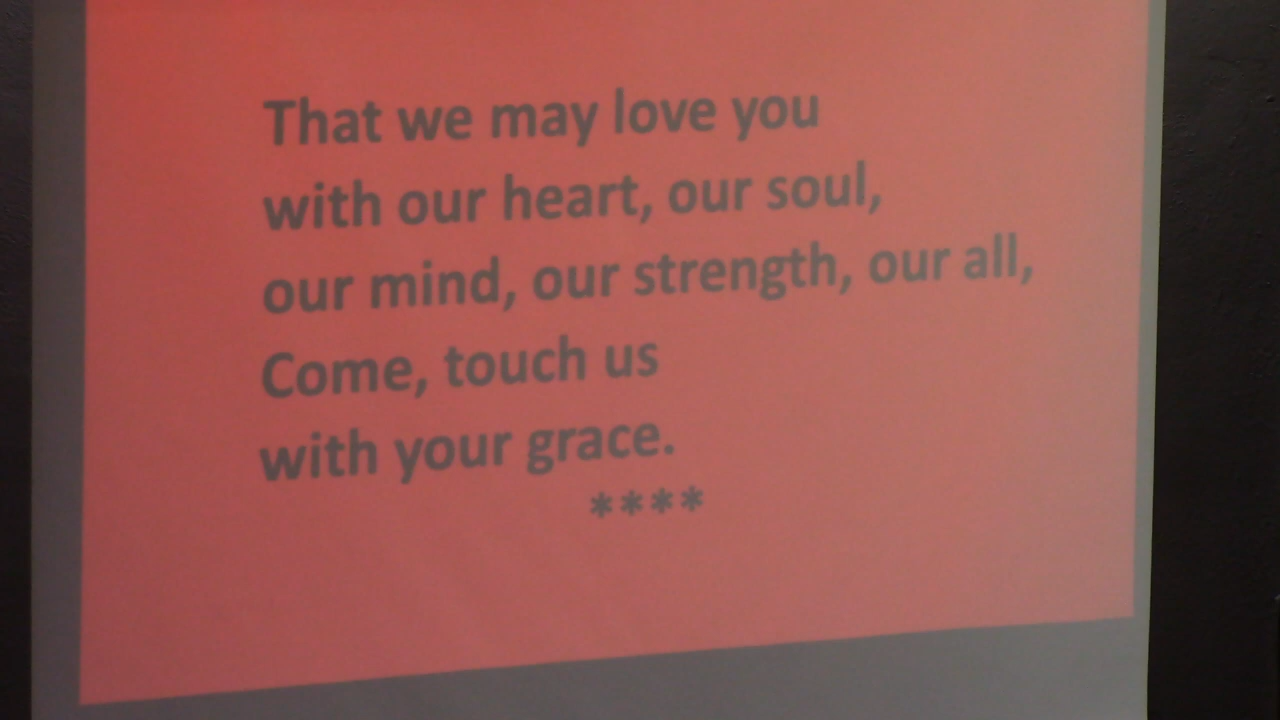 That we may love you
with our heart, our soul,
our mind, our strength, our all,
Come, touch us
with your grace.
****